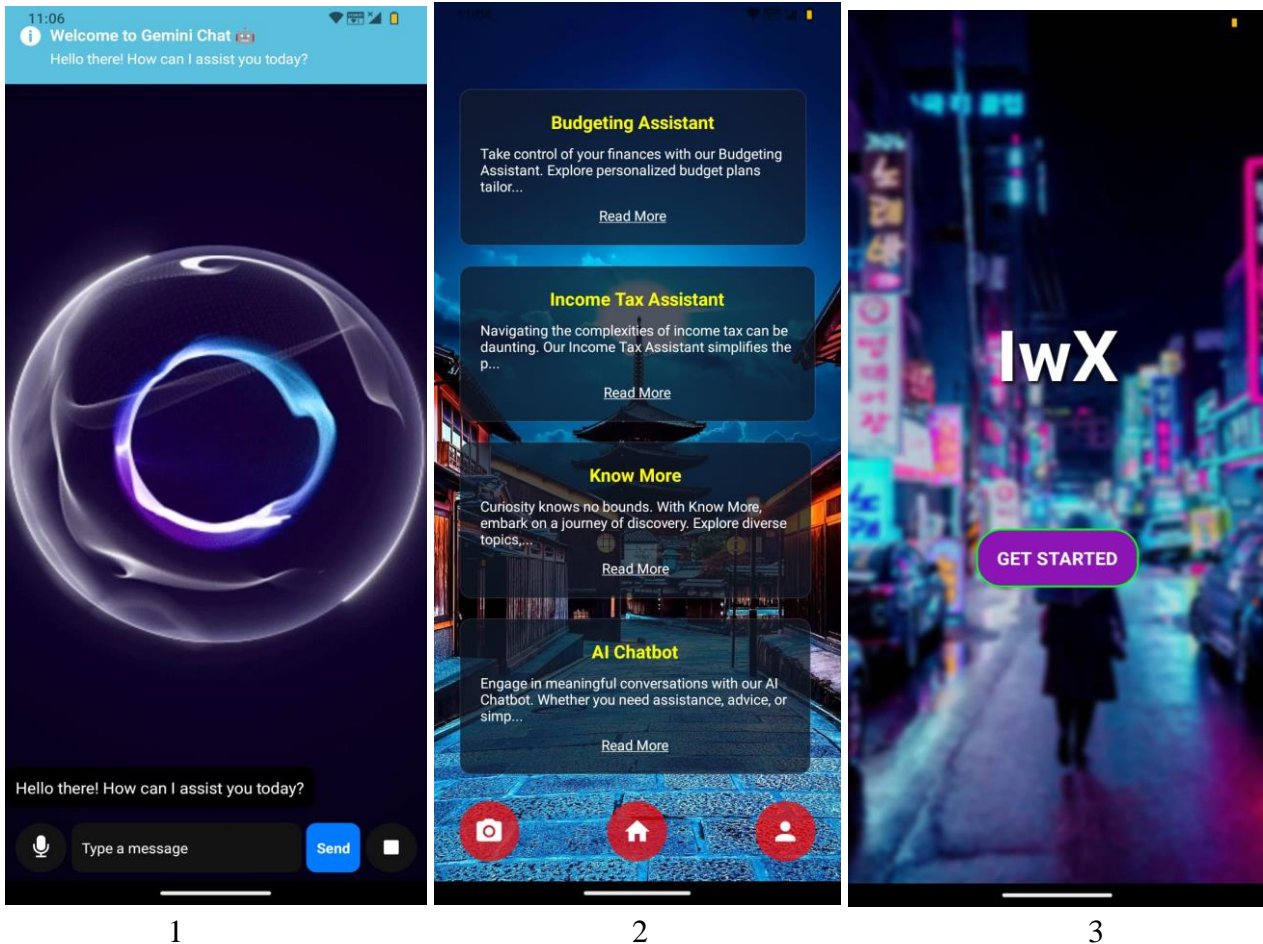 11:06
Welcome to Gemini Chat 🤖
Hello there! How can I assist you today?
Hello there! How can I assist you today?
Type a message
Send
1
Budgeting Assistant
Take control of your finances with our Budgeting
Assistant. Explore personalized budget plans
tailor...
Read More
Income Tax Assistant
Navigating the complexities of income tax can be
daunting. Our Income Tax Assistant simplifies the
p...
Read More
Know More
Curiosity knows no bounds. With Know More,
embark on a journey of discovery. Explore diverse
topics,...
Read More
AI Chatbot
Engage in meaningful conversations with our AI
Chatbot. Whether you need assistance, advice, or
simp...
Read More
2
IwX
GET STARTED
3